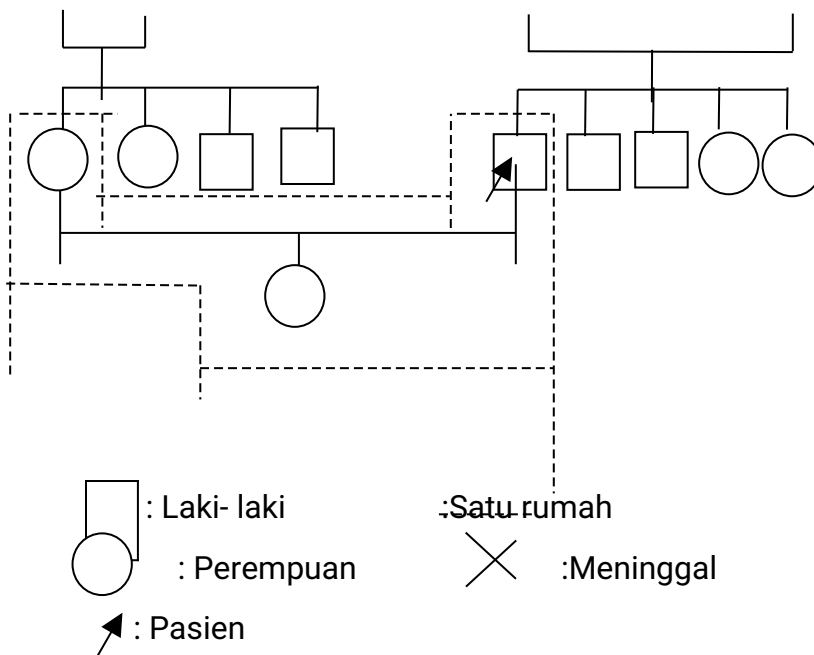 : Laki- laki
:Satu rumah
: Perempuan
:Meninggal
: Pasien